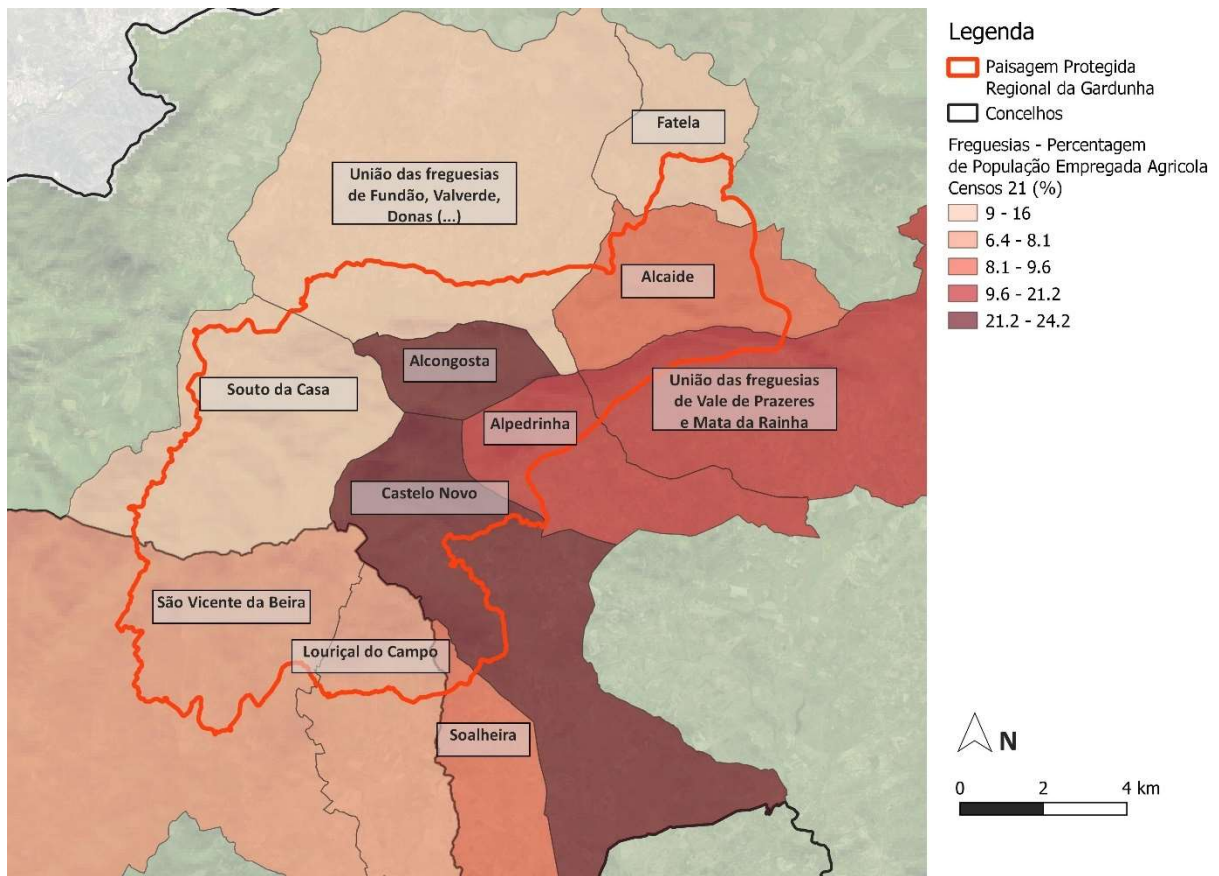 Legenda
Paisagem Protegida
Regional da Gardunha
Concelhos
Freguesias - Percentagem
de População Empregada Agricola
Censos 21 (%)
9 - 16
6.4 - 8.1
8.1 - 9.6
9.6 - 21.2
21.2 - 24.2
Fatela
União das freguesias
de Fundão, Valverde,
Donas (...)
Alcaide
Alcongosta
Souto da Casa
União das freguesias
de Vale de Prazeres
e Mata da Rainha
Alpedrinha
Castelo Novo
São Vicente da Beira
Louriçal do Campo
Soalheira
N
0 2 4 km